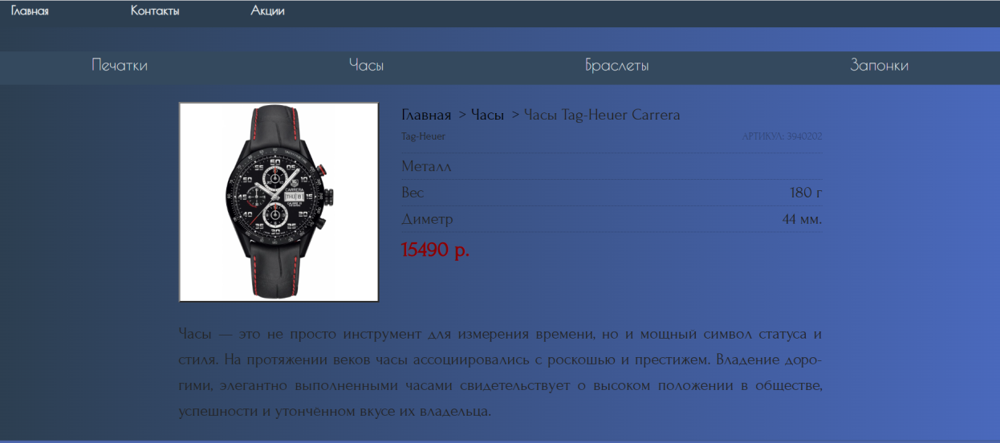 Главная Контакты Акции
Печатки Часы Браслеты Запонки
Главная > Часы > Часы Tag-Heuer Carrera
Tag-Heuer АРТИКУЛ: 3940202
Металл
Вес 180 г
Диметр 44 мм.
15490 р.
Часы — это не просто инструмент для измерения времени, но и мощный символ статуса и
стиля. На протяжении веков часы ассоциировались с роскошью и престижем. Владение доро-
гими, элегантно выполненными часами свидетельствует о высоком положении в обществе,
успешности и утончённом вкусе их владельца.